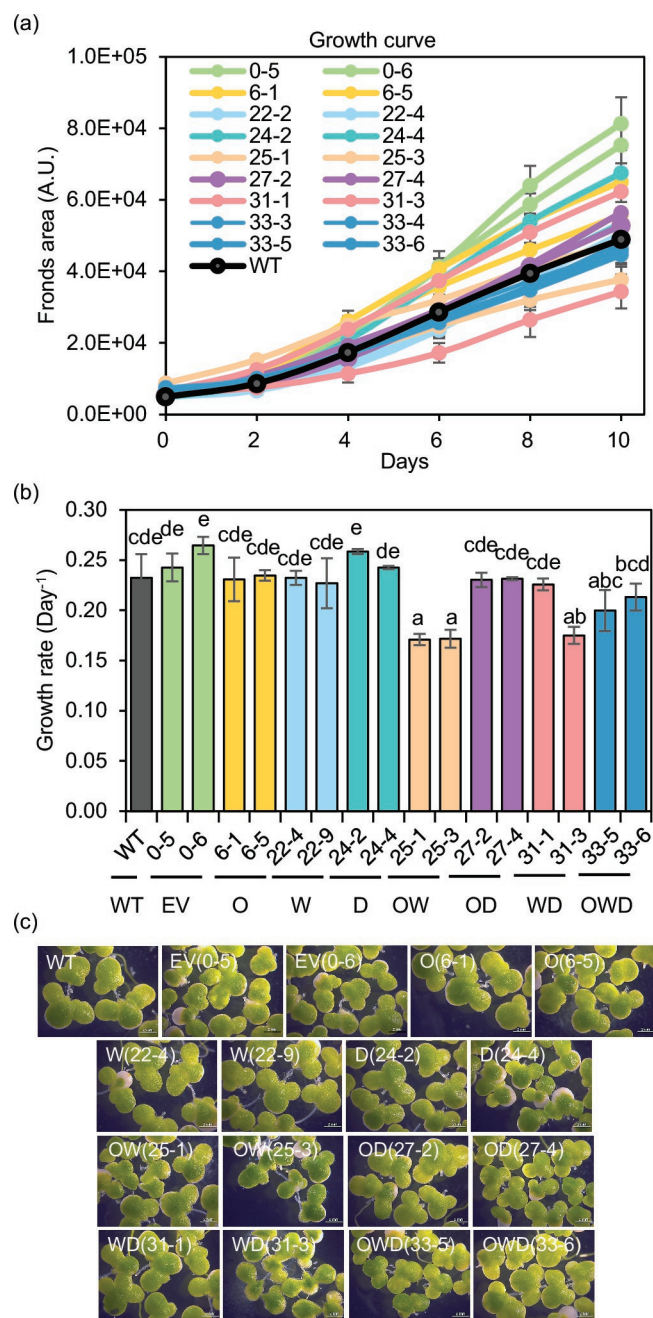 (a)
Growth curve
1.0E+05
8.0E+04
6.0E+04
4.0E+04
2.0E+04
0.0E+00
Fronds area (A.U.)
0-5 0-6
6-1 6-5
22-2 22-4
24-2 24-4
25-1 25-3
27-2 27-4
31-1 31-3
33-3 33-4
33-5 33-6
WT
0 2 4 6 8 10
Days
(b)
0.30
0.25
0.20
0.15
0.10
0.05
0.00
Growth rate (Day⁻¹)
cde de e cde cde cde cde e de a a cde cde cde ab abc bcd
WT 0-5 0-6 6-1 6-5 22-4 22-9 24-2 24-4 25-1 25-3 27-2 27-4 31-1 31-3 33-5 33-6
WT EV O W D OW OD WD OWD
(c)
WT EV(0-5) EV(0-6) O(6-1) O(6-5)
W(22-4) W(22-9) D(24-2) D(24-4)
OW(25-1) OW(25-3) OD(27-2) OD(27-4)
WD(31-1) WD(31-3) OWD(33-5) OWD(33-6)